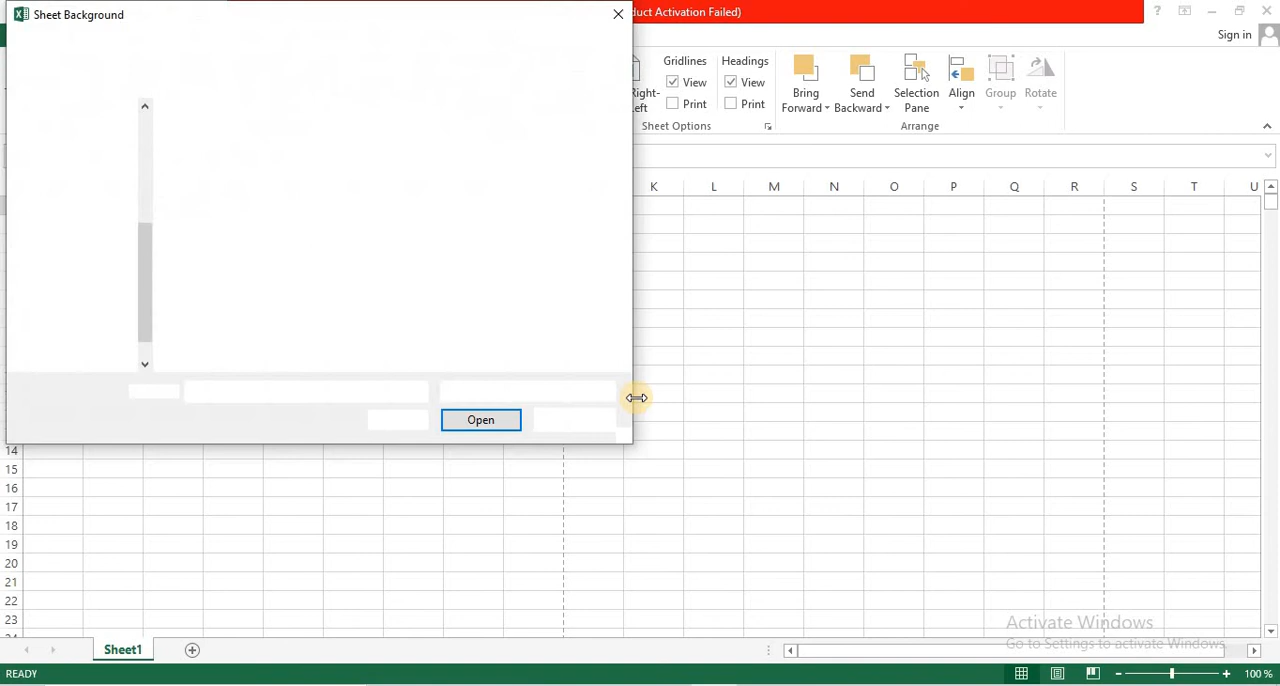 Sheet Background
duct Activation Failed)
?
Sign in
Right-
eft
Gridlines
View
Print
Headings
View
Print
Sheet Options
Bring
Forward
Send
Backward
Selection
Pane
Align
Group
Rotate
Arrange
K L M N O P Q R S T U
Open
14
15
16
17
18
19
20
21
22
23
Activate Windows
Go to Settings to activate Windows.
Sheet1
READY
100 %